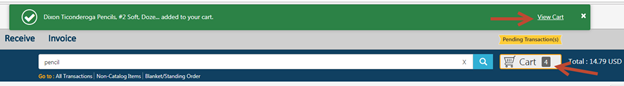 Dixon Ticonderoga Pencils. #2 Soft. Doze... added to your cart. View Cart ×
Receive Invoice Pending Transaction(s)
pencil X Cart 4 Total : 14.79 USD
Go to : All Transactions | Non-Catalog Items | Blanket/Standing Order